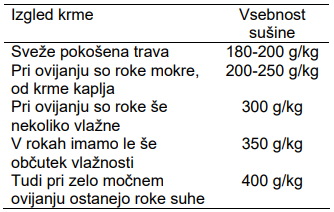 Izgled krme Vsebnost
sušine
Sveže pokošena trava 180-200 g/kg
Pri ovijanju so roke mokre, 200-250 g/kg
od krme kaplja
Pri ovijanju so roke še 300 g/kg
nekoliko vlažne
V rokah imamo le še 350 g/kg
občutek vlažnosti
Tudi pri zelo močnem 400 g/kg
ovijanju ostanejo roke suhe